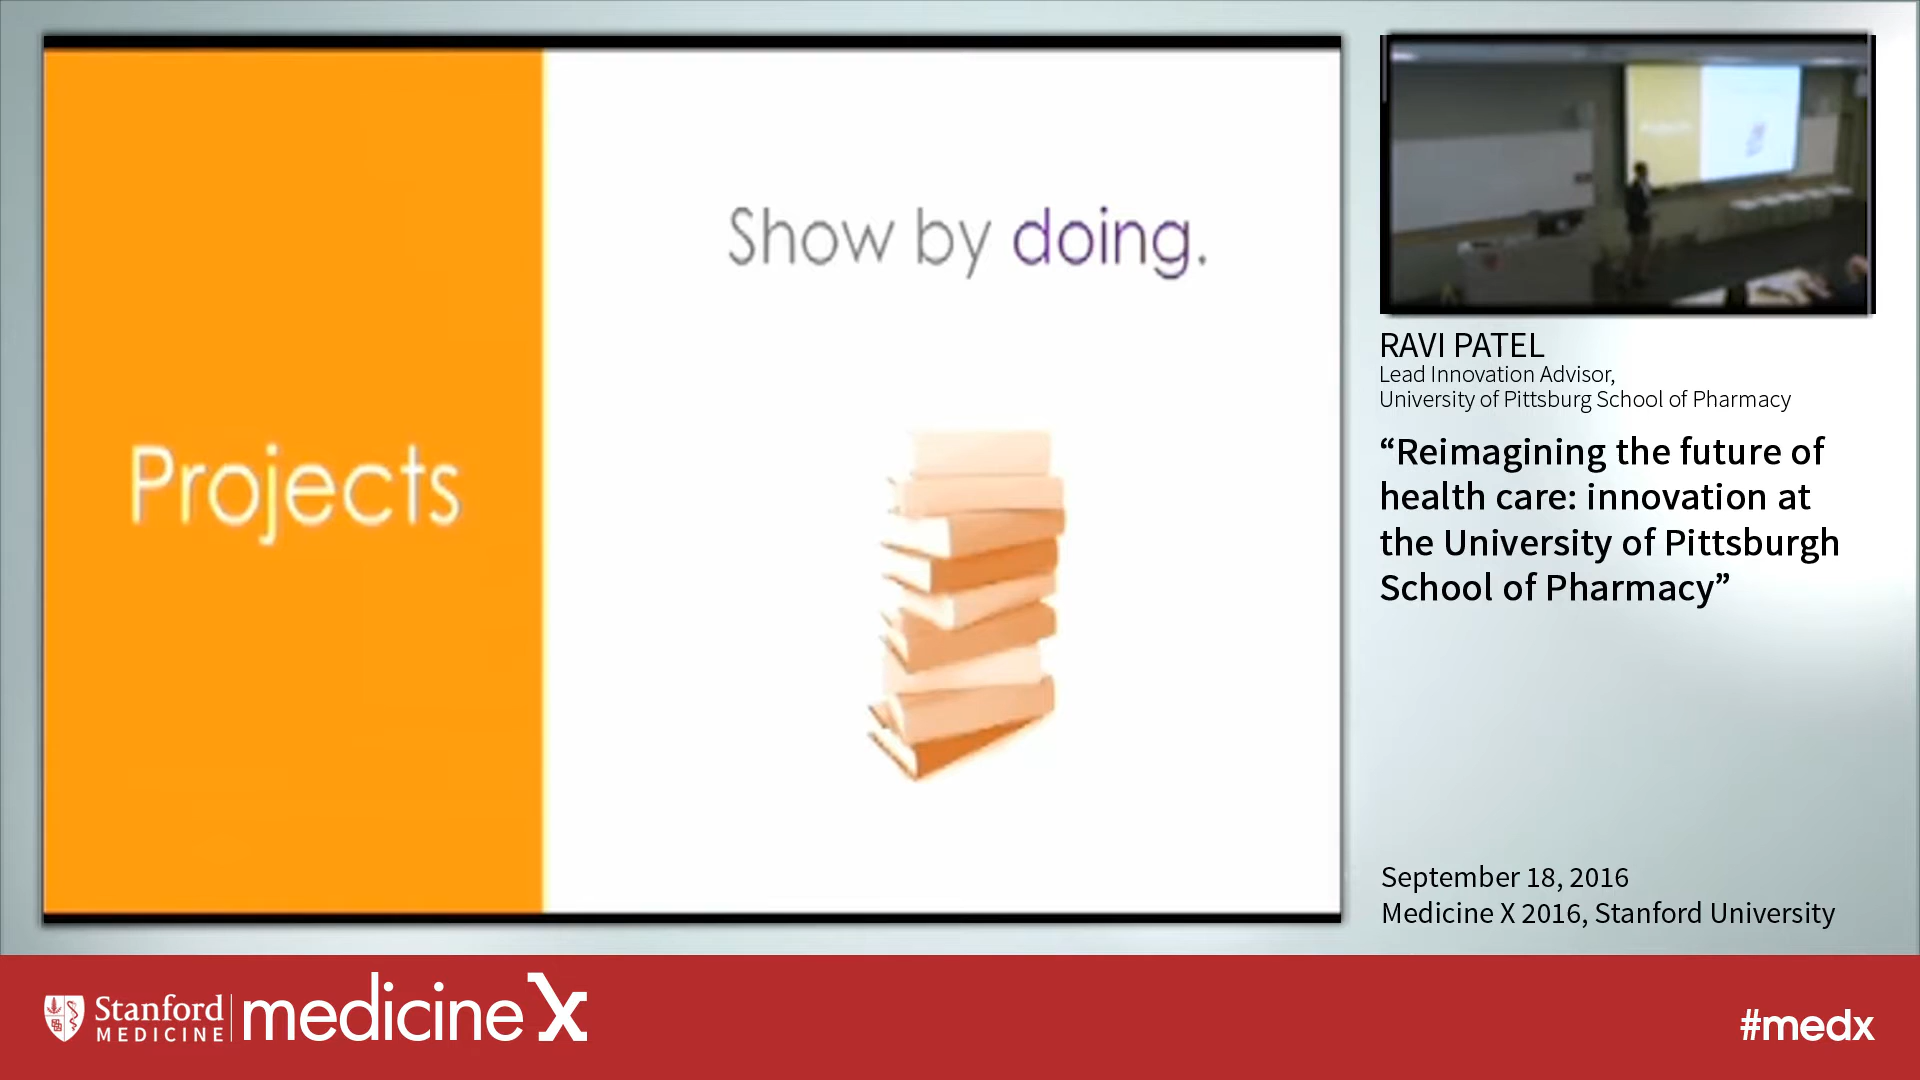 Projects
Show by doing.
RAVI PATEL
Lead Innovation Advisor,
University of Pittsburg School of Pharmacy
“Reimagining the future of
health care: innovation at
the University of Pittsburgh
School of Pharmacy”
September 18, 2016
Medicine X 2016, Stanford University
Stanford
MEDICINE
medicine X
#medx